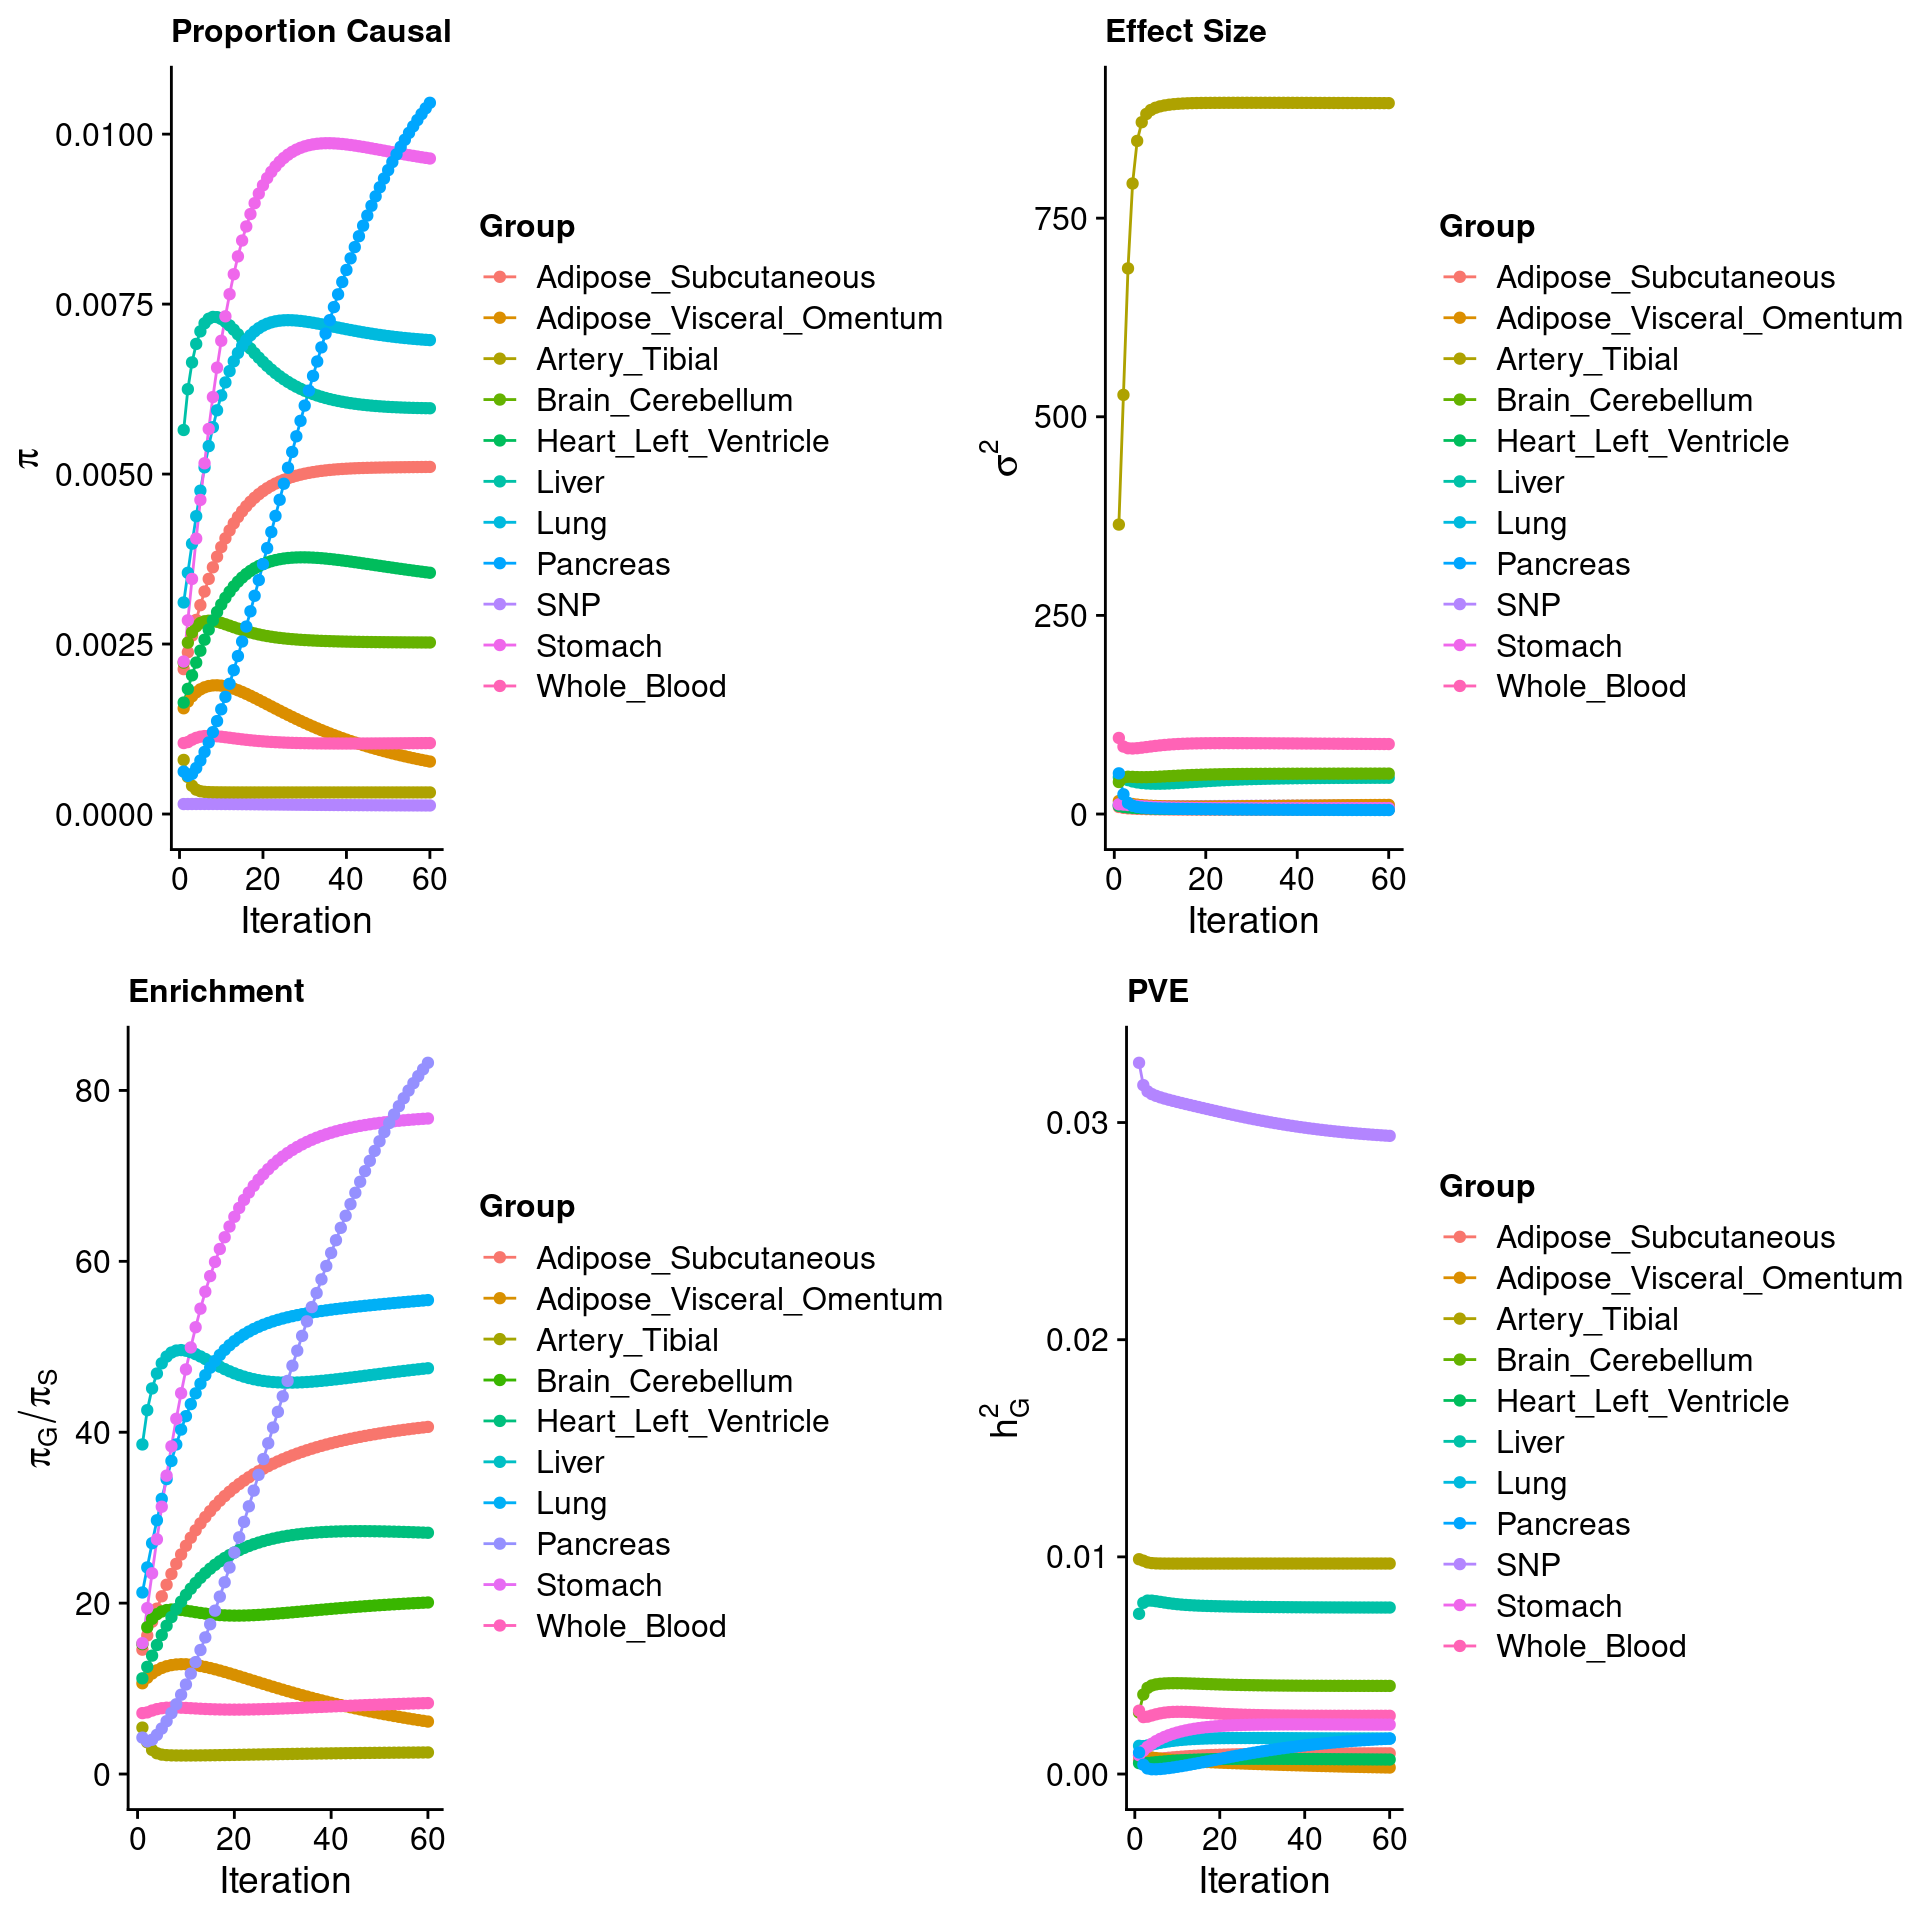 Proportion Causal
π
0.0100
0.0075
0.0050
0.0025
0.0000
0 20 40 60
Iteration
Group
Adipose_Subcutaneous
Adipose_Visceral_Omentum
Artery_Tibial
Brain_Cerebellum
Heart_Left_Ventricle
Liver
Lung
Pancreas
SNP
Stomach
Whole_Blood
Effect Size
σ²
750
500
250
0
0 20 40 60
Iteration
Group
Adipose_Subcutaneous
Adipose_Visceral_Omentum
Artery_Tibial
Brain_Cerebellum
Heart_Left_Ventricle
Liver
Lung
Pancreas
SNP
Stomach
Whole_Blood
Enrichment
π_G/π_S
80
60
40
20
0
0 20 40 60
Iteration
Group
Adipose_Subcutaneous
Adipose_Visceral_Omentum
Artery_Tibial
Brain_Cerebellum
Heart_Left_Ventricle
Liver
Lung
Pancreas
Stomach
Whole_Blood
PVE
h²_G
0.03
0.02
0.01
0.00
0 20 40 60
Iteration
Group
Adipose_Subcutaneous
Adipose_Visceral_Omentum
Artery_Tibial
Brain_Cerebellum
Heart_Left_Ventricle
Liver
Lung
Pancreas
SNP
Stomach
Whole_Blood